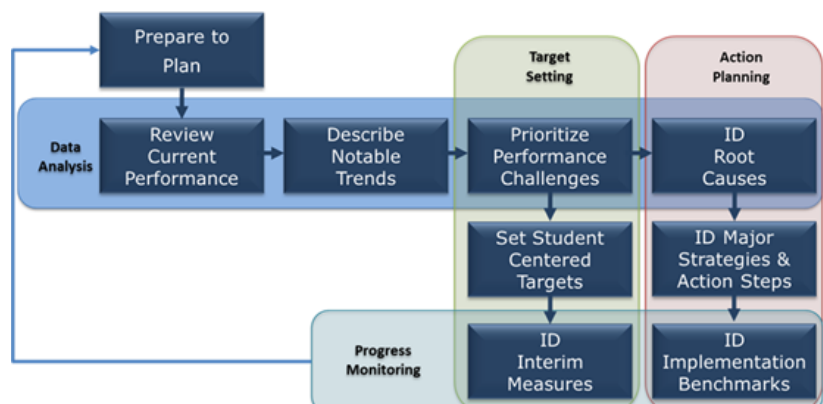 Prepare to
Plan
Target
Setting
Action
Planning
Data
Analysis
Review
Current
Performance
Describe
Notable
Trends
Prioritize
Performance
Challenges
ID
Root
Causes
Set Student
Centered
Targets
ID Major
Strategies &
Action Steps
Progress
Monitoring
ID
Interim
Measures
ID
Implementation
Benchmarks